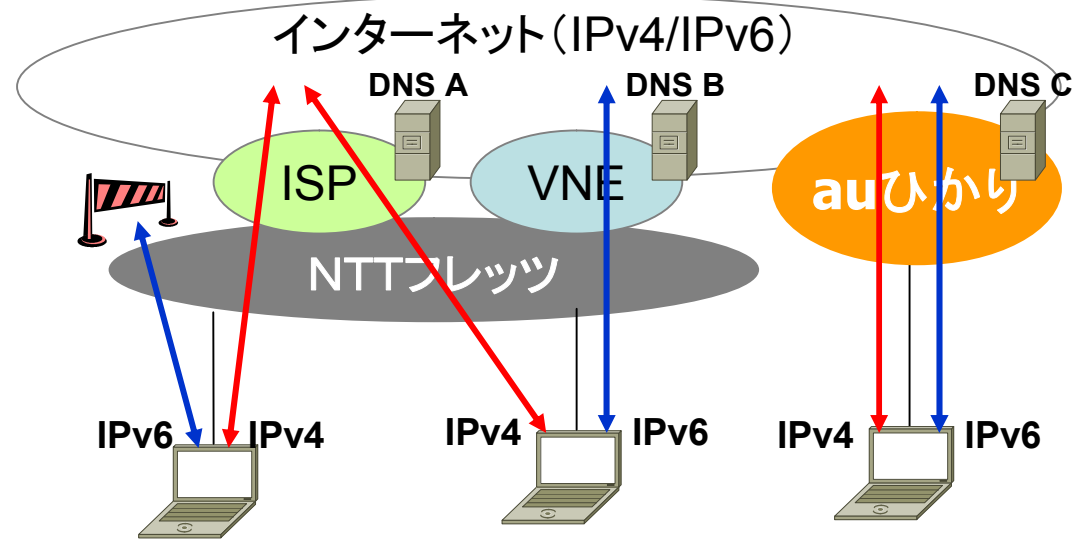 インターネット（IPv4/IPv6）
DNS A
DNS B
DNS C
ISP
VNE
auひかり
NTTフレッツ
IPv6
IPv4
IPv4
IPv6
IPv4
IPv6